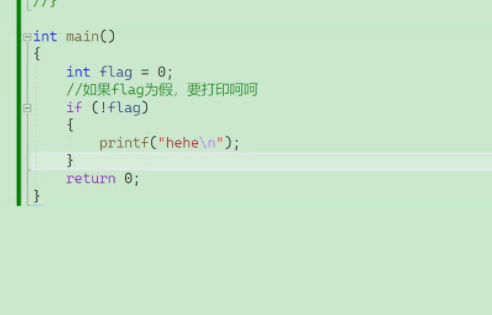 //}
int main()
{
int flag = 0;
//如果flag为假，要打印呵呵
if (!flag)
{
printf("hehe\n");
}
return 0;
}